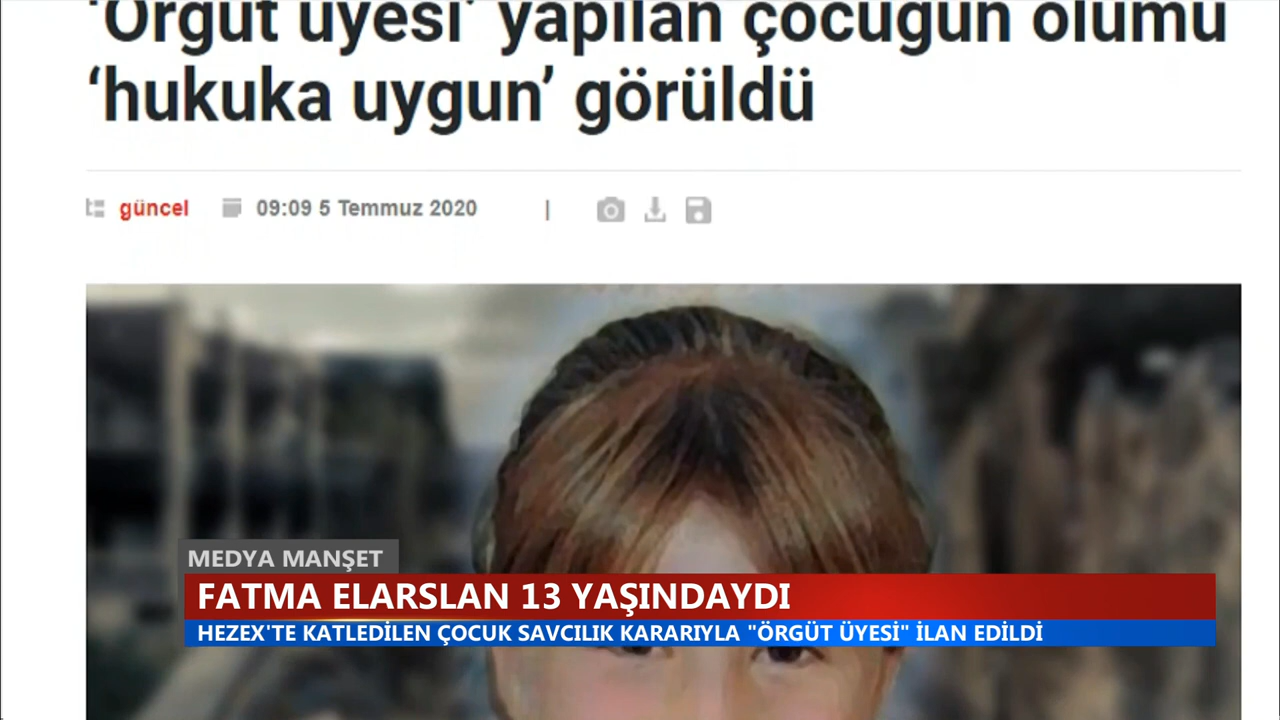 ‘Örgüt üyesi’ yapılan çocuğun ölümü
‘hukuka uygun’ görüldü
güncel 09:09 5 Temmuz 2020 |
MEDYA MANŞET
FATMA ELARSLAN 13 YAŞINDAYDI
HEZEX'TE KATLEDİLEN ÇOCUK SAVCILIK KARARIYLA "ÖRGÜT ÜYESİ" İLAN EDİLDİ